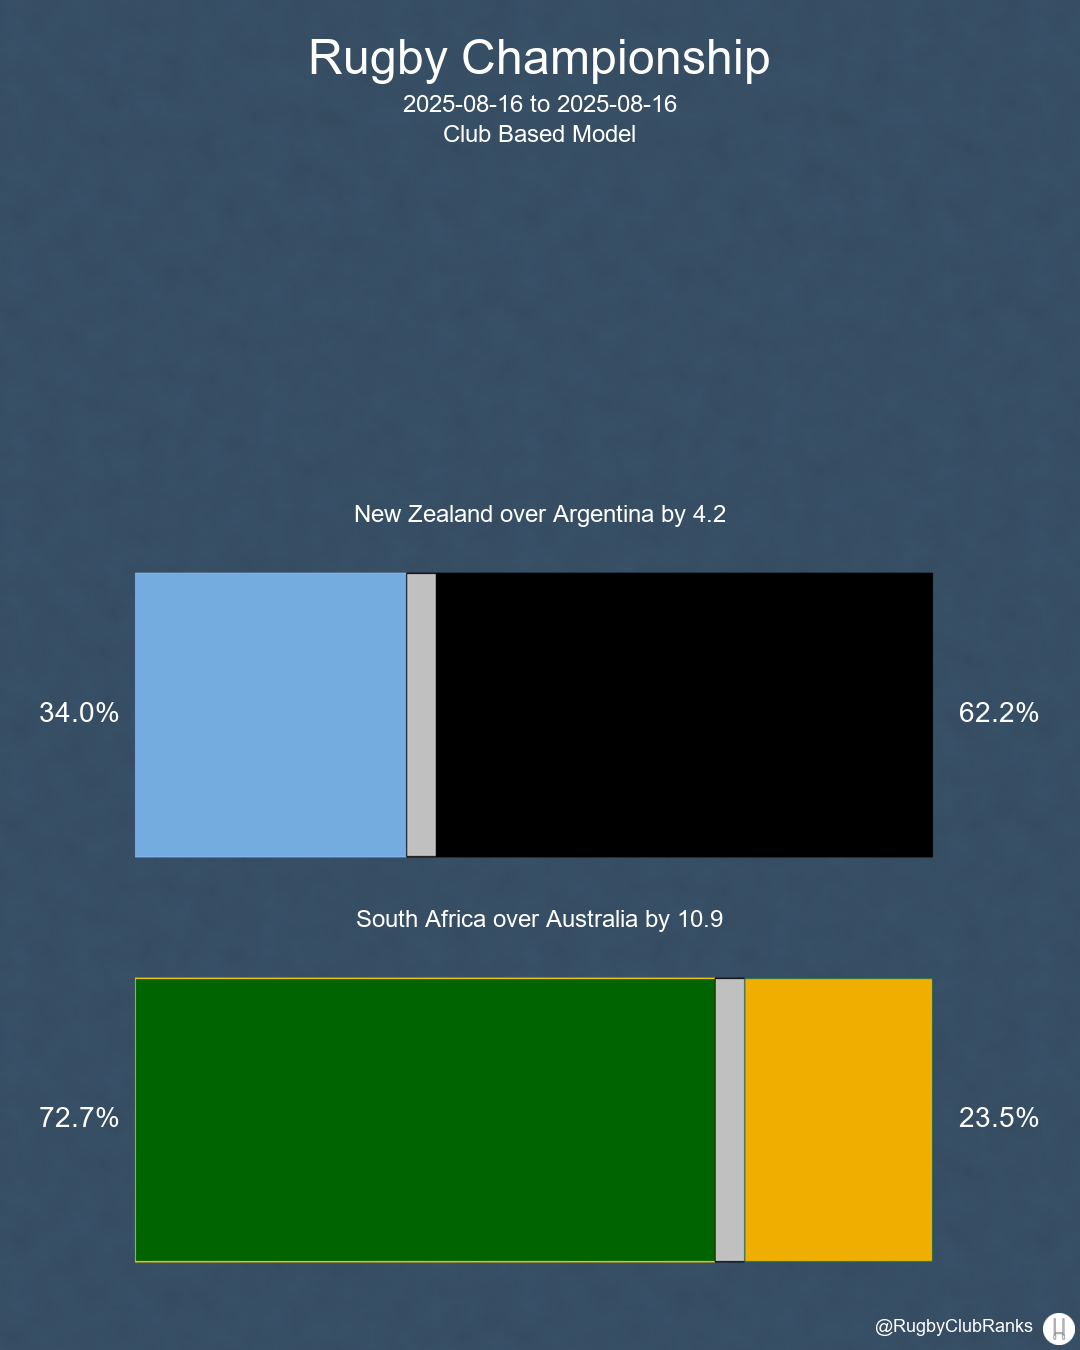 Rugby Championship
2025-08-16 to 2025-08-16
Club Based Model
New Zealand over Argentina by 4.2
34.0%
62.2%
South Africa over Australia by 10.9
72.7%
23.5%
@RugbyClubRanks